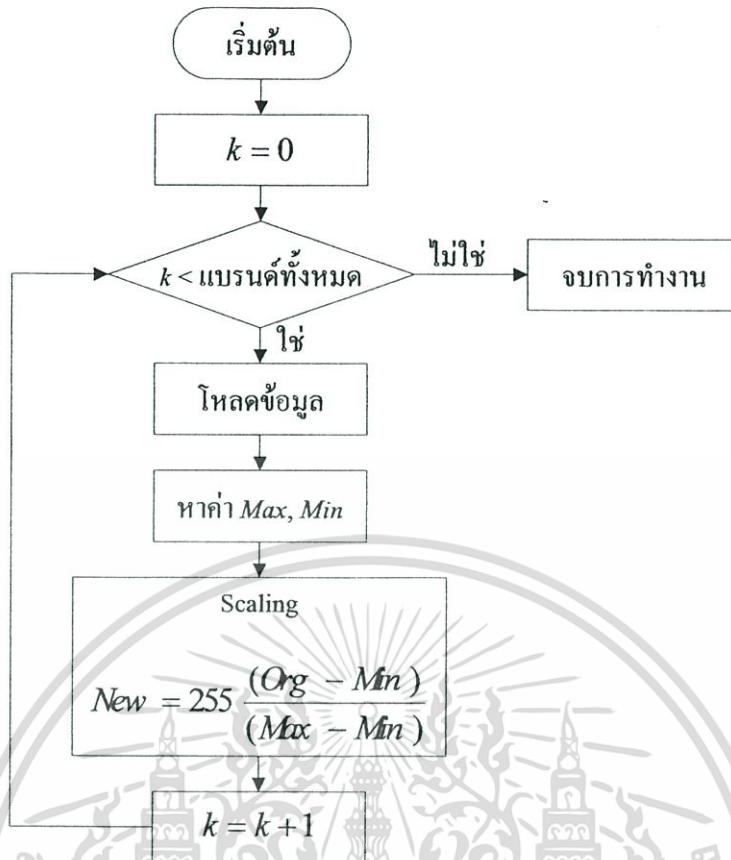 เริ่มต้น
k = 0
k < แบรนด์ทั้งหมด
ไม่ใช่
จบการทำงาน
ใช่
โหลดข้อมูล
หาค่า Max, Min
Scaling
New = 255 (Org - Min) / (Max - Min)
k = k + 1